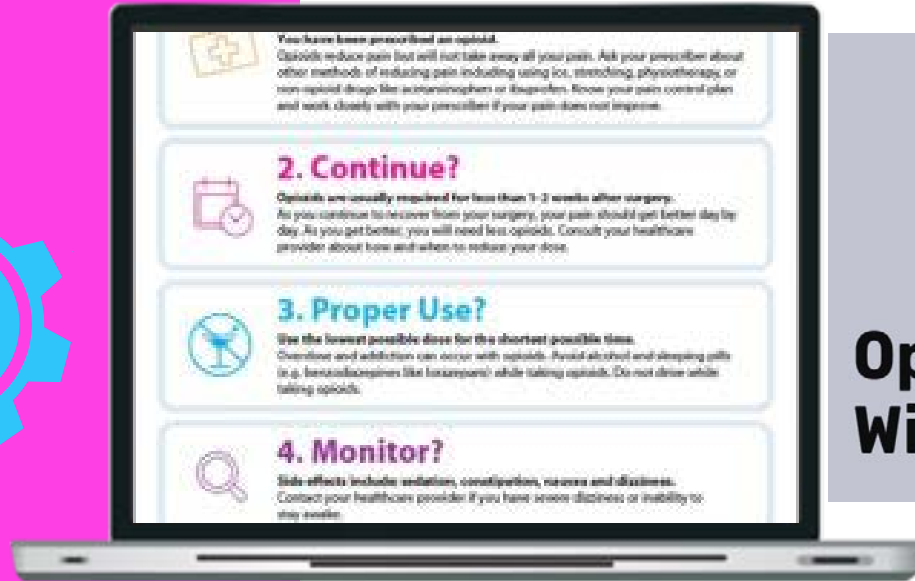 You have been prescribed an opioid.
Opioids reduce pain but will not take away all your pain. Ask your prescriber about
other methods of reducing pain including using ice, stretching, physiotherapy, or
non-opioid drugs like acetaminophen or ibuprofen. Know your pain control plan
and work closely with your prescriber if your pain does not improve.
2. Continue?
Opioids are usually required for less than 1-2 weeks after surgery.
As you continue to recover from your surgery, your pain should get better day by
day. As you get better, you will need less opioids. Consult your healthcare
provider about how and when to reduce your dose.
3. Proper Use?
Use the lowest possible dose for the shortest possible time.
Overdose and addiction can occur with opioids. Avoid alcohol and sleeping pills
(e.g. benzodiazepines like lorazepam) while taking opioids. Do not drive while
taking opioids.
4. Monitor?
Side effects include: sedation, constipation, nausea and dizziness.
Contact your healthcare provider if you have severe dizziness or inability to
stay awake.
Op
Wi